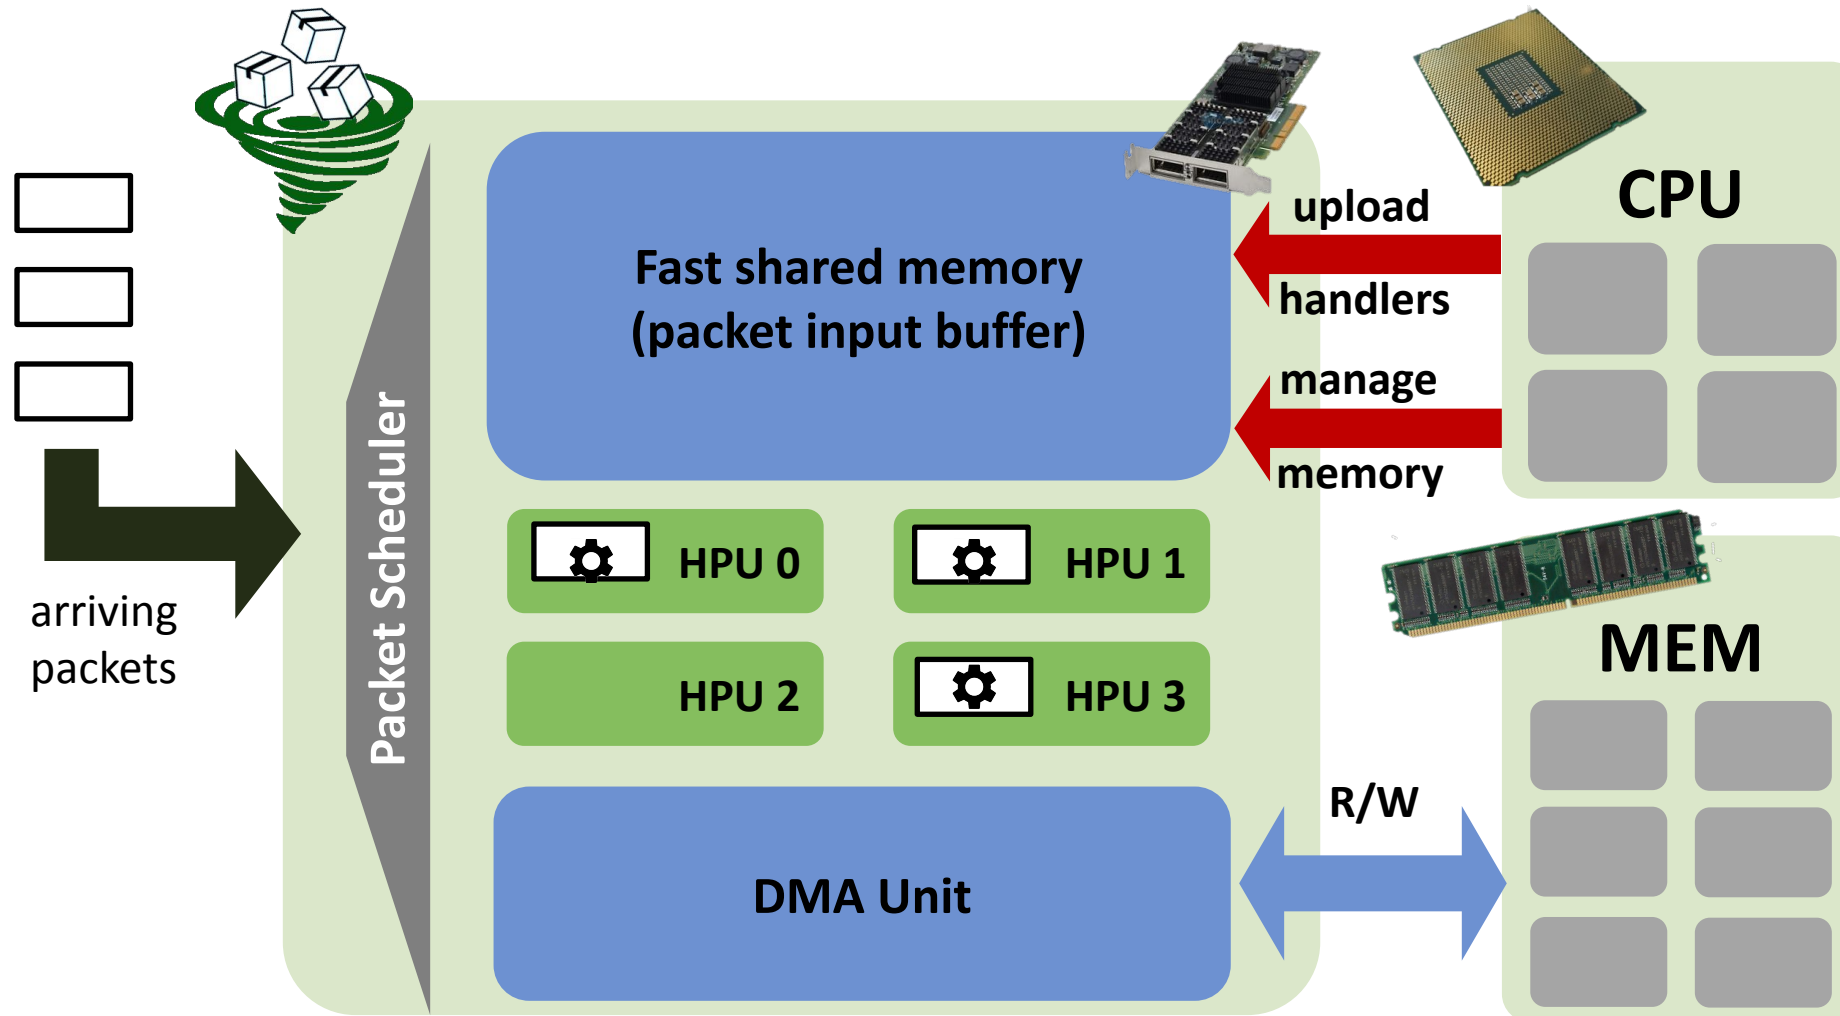 upload
CPU
Fast shared memory
(packet input buffer)
handlers
manage
memory
Packet Scheduler
HPU 0
HPU 1
arriving
packets
HPU 2
HPU 3
MEM
R/W
DMA Unit